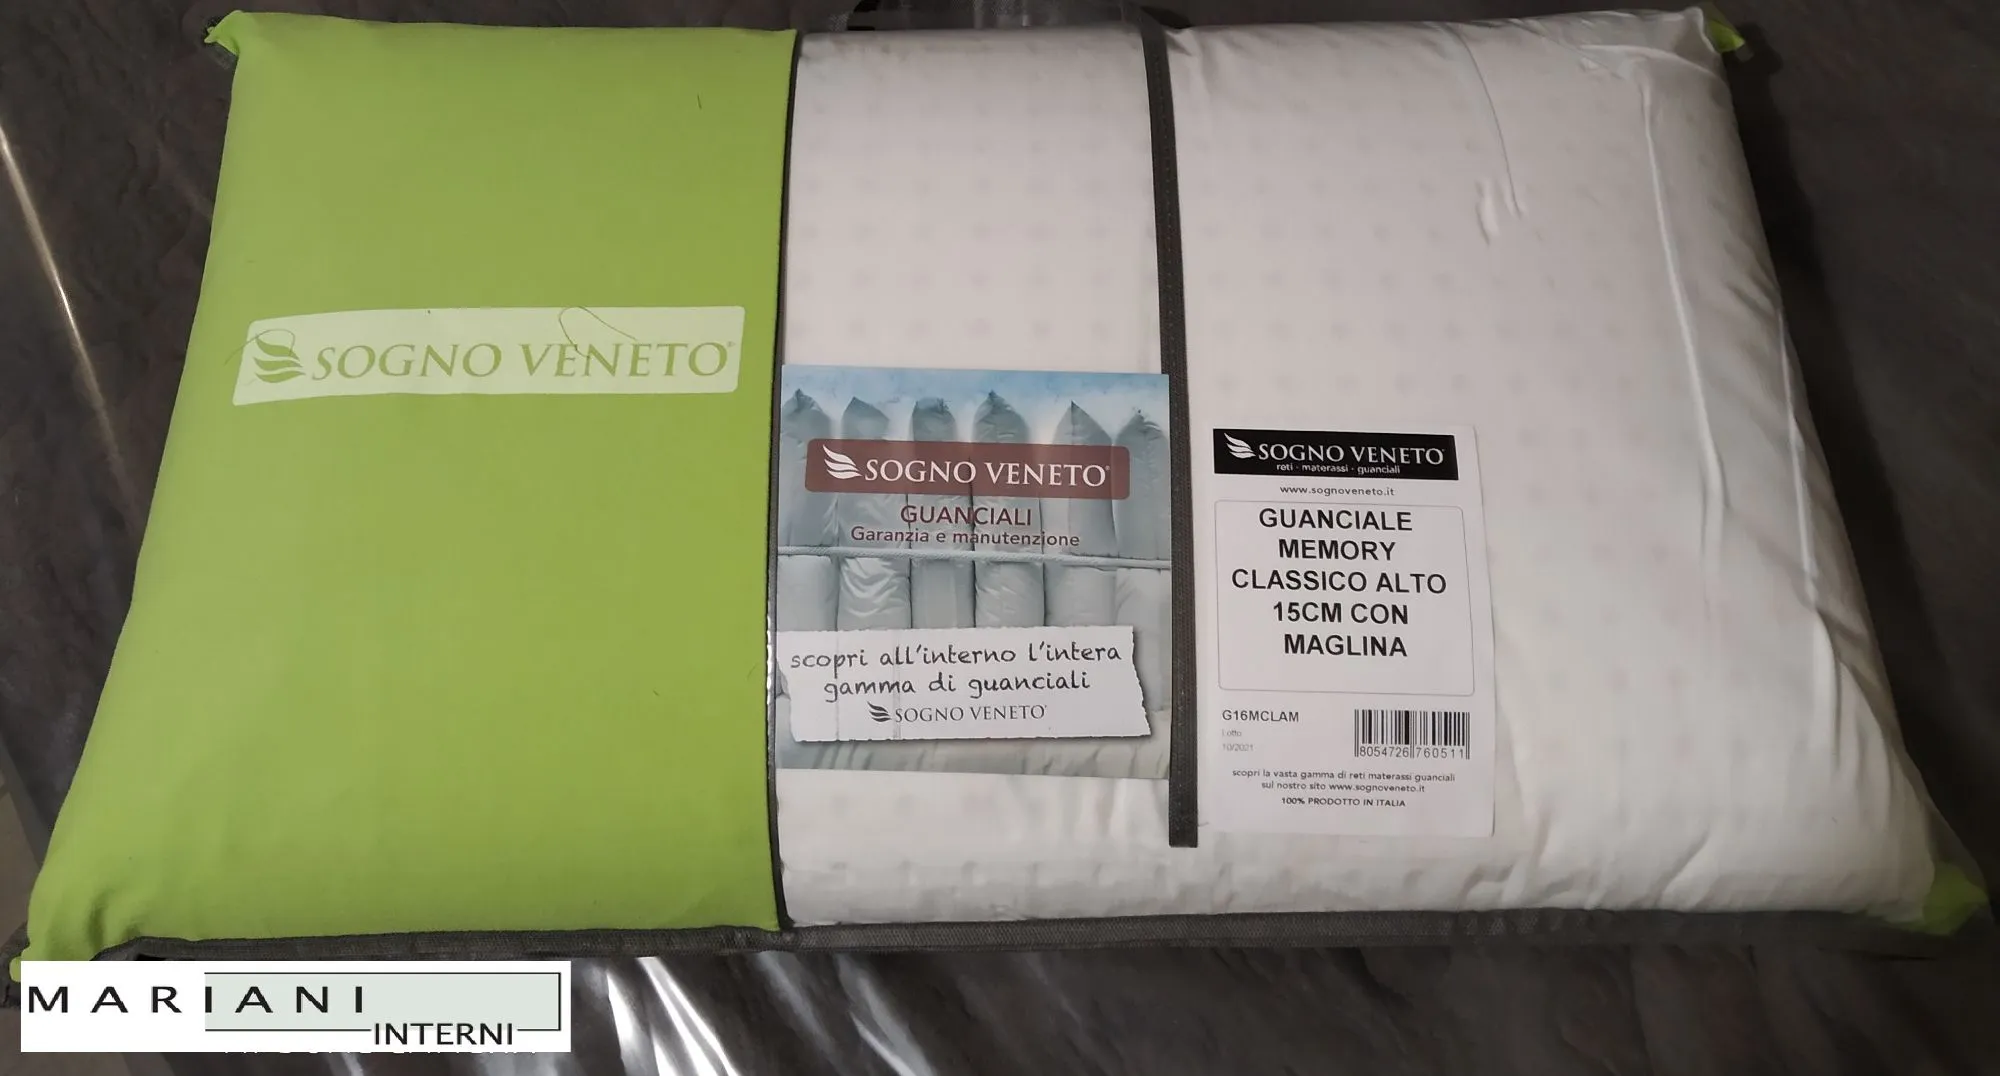 SOGNO VENETO
SOGNO VENETO
GUANCIALI
Garanzia e manutenzione
scopri all'interno l'intera
gamma di guanciali
SOGNO VENETO
SOGNO VENETO
reti · materassi · guanciali
www.sognoveneto.it
GUANCIALE
MEMORY
CLASSICO ALTO
15CM CON
MAGLINA
G16MCLAM
Lotto
10/2021
8054726 760511
scopri la vasta gamma di reti materassi guanciali
sul nostro sito www.sognoveneto.it
100% PRODOTTO IN ITALIA
MARIANI
INTERNI